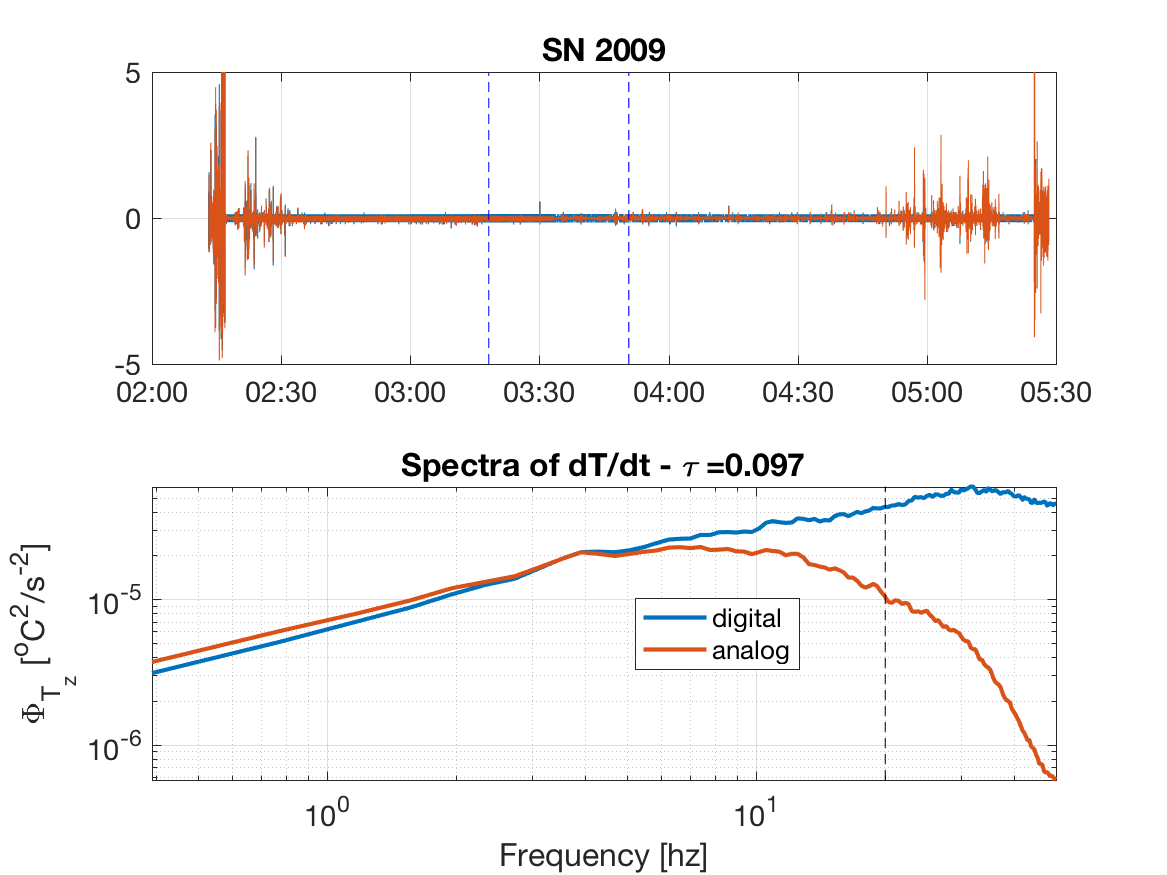 SN 2009
5
0
-5
02:00 02:30 03:00 03:30 04:00 04:30 05:00 05:30
Spectra of dT/dt - τ =0.097
Φ_T_z [°C²/s⁻²]
10⁻⁵
10⁻⁶
digital
analog
10⁰ 10¹
Frequency [hz]